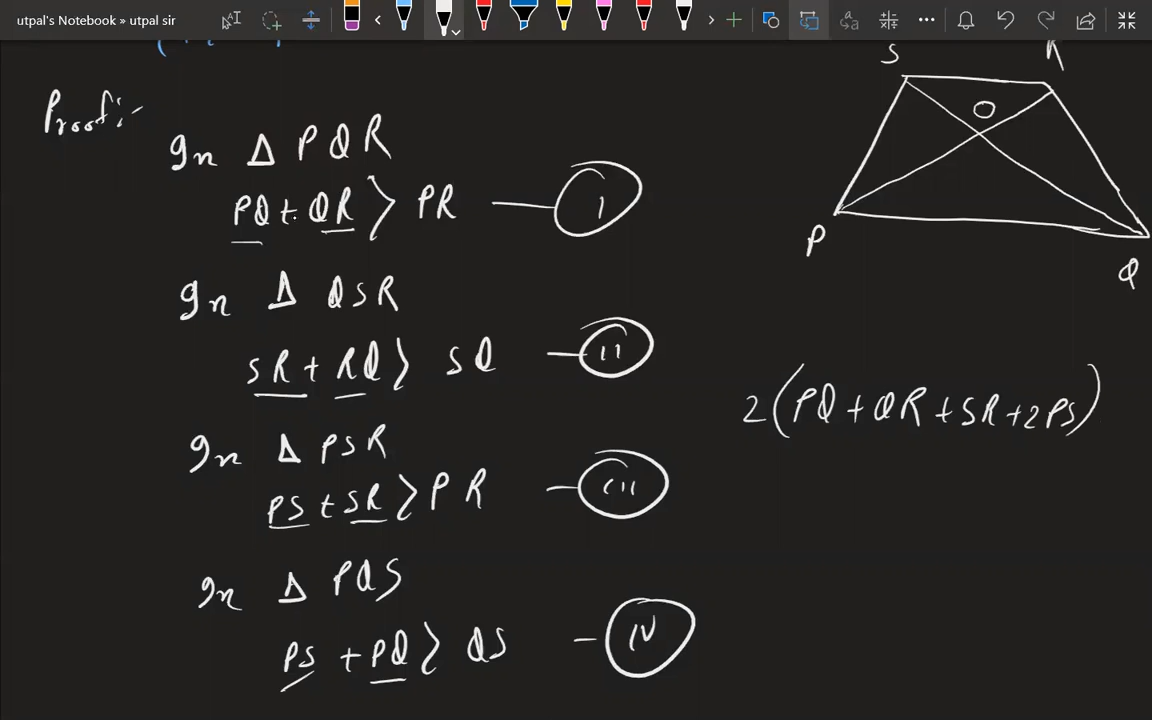 utpal's Notebook » utpal sir
S R
Proof:-
O
In Δ PQR
PQ + QR > PR — I
P
Q
In Δ QSR
SR + RQ > SQ — II
2(PQ + QR + SR + 2PS)
In Δ PSR
PS + SR > PR — III
In Δ PQS
PS + PQ > QS — IV